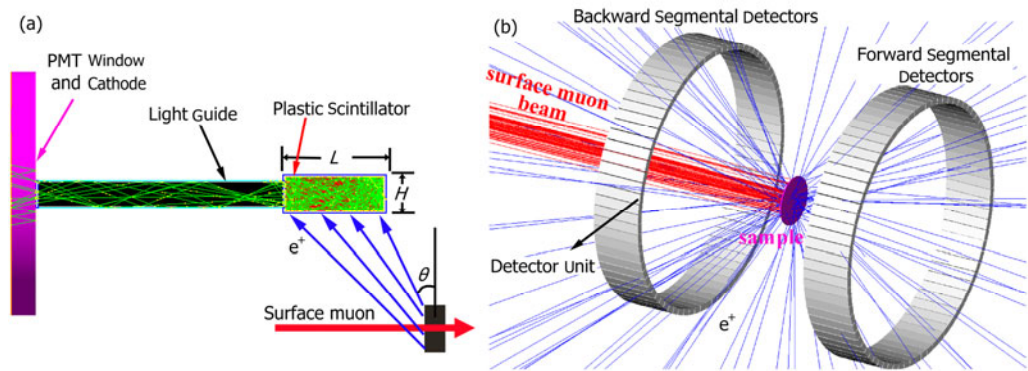 (a)
PMT Window
and Cathode
Light Guide
Plastic Scintillator
L
H
e+
θ
Surface muon
(b)
Backward Segmental Detectors
Forward Segmental
Detectors
surface muon
beam
sample
Detector Unit
e+